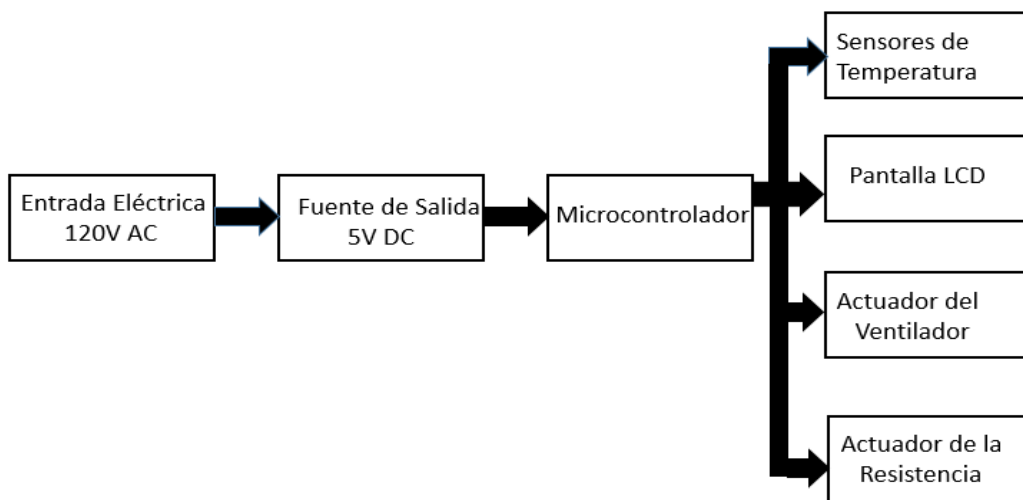 Entrada Eléctrica
120V AC
Fuente de Salida
5V DC
Microcontrolador
Sensores de
Temperatura
Pantalla LCD
Actuador del
Ventilador
Actuador de la
Resistencia